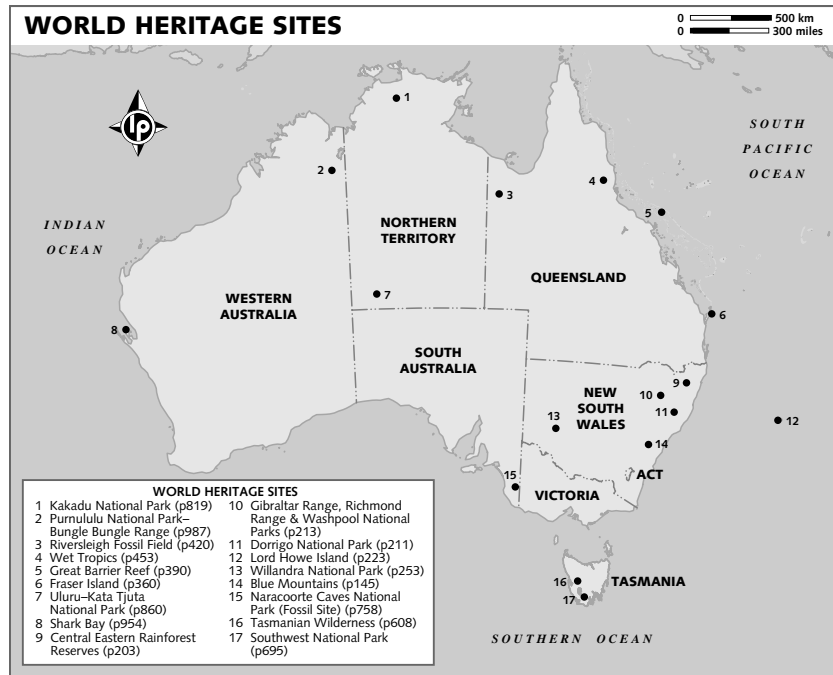 WORLD HERITAGE SITES
0 500 km
0 300 miles
lp
1
SOUTH
PACIFIC
OCEAN
2
3
4
5
INDIAN
OCEAN
NORTHERN
TERRITORY
QUEENSLAND
7
WESTERN
AUSTRALIA
6
8
SOUTH
AUSTRALIA
9
10
NEW
SOUTH
WALES
11
12
13
14
ACT
15
VICTORIA
16
TASMANIA
17
SOUTHERN OCEAN
WORLD HERITAGE SITES
1 Kakadu National Park (p819)
2 Purnululu National Park–
Bungle Bungle Range (p987)
3 Riversleigh Fossil Field (p420)
4 Wet Tropics (p453)
5 Great Barrier Reef (p390)
6 Fraser Island (p360)
7 Uluru–Kata Tjuta
National Park (p860)
8 Shark Bay (p954)
9 Central Eastern Rainforest
Reserves (p203)
10 Gibraltar Range, Richmond
Range & Washpool National
Parks (p213)
11 Dorrigo National Park (p211)
12 Lord Howe Island (p223)
13 Willandra National Park (p253)
14 Blue Mountains (p145)
15 Naracoorte Caves National
Park (Fossil Site) (p758)
16 Tasmanian Wilderness (p608)
17 Southwest National Park
(p695)